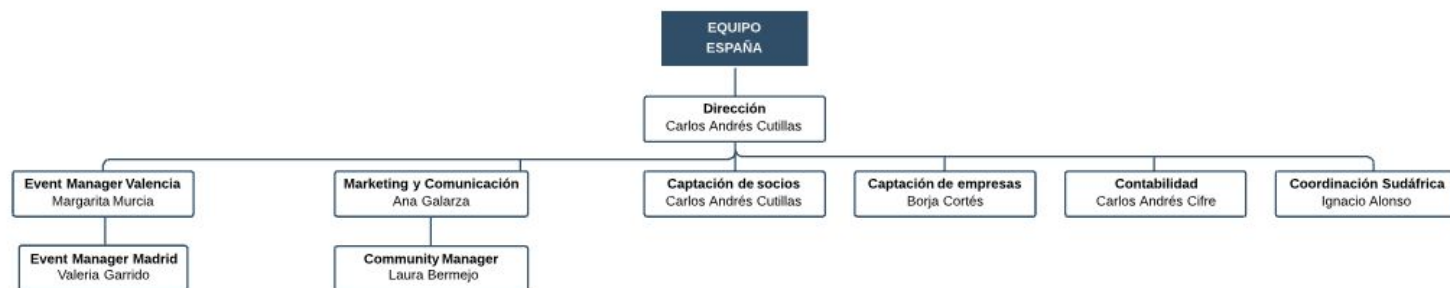 EQUIPO
ESPAÑA
Dirección
Carlos Andrés Cutillas
Event Manager Valencia
Margarita Murcia
Marketing y Comunicación
Ana Galarza
Captación de socios
Carlos Andrés Cutillas
Captación de empresas
Borja Cortés
Contabilidad
Carlos Andrés Cifre
Coordinación Sudáfrica
Ignacio Alonso
Event Manager Madrid
Valeria Garrido
Community Manager
Laura Bermejo